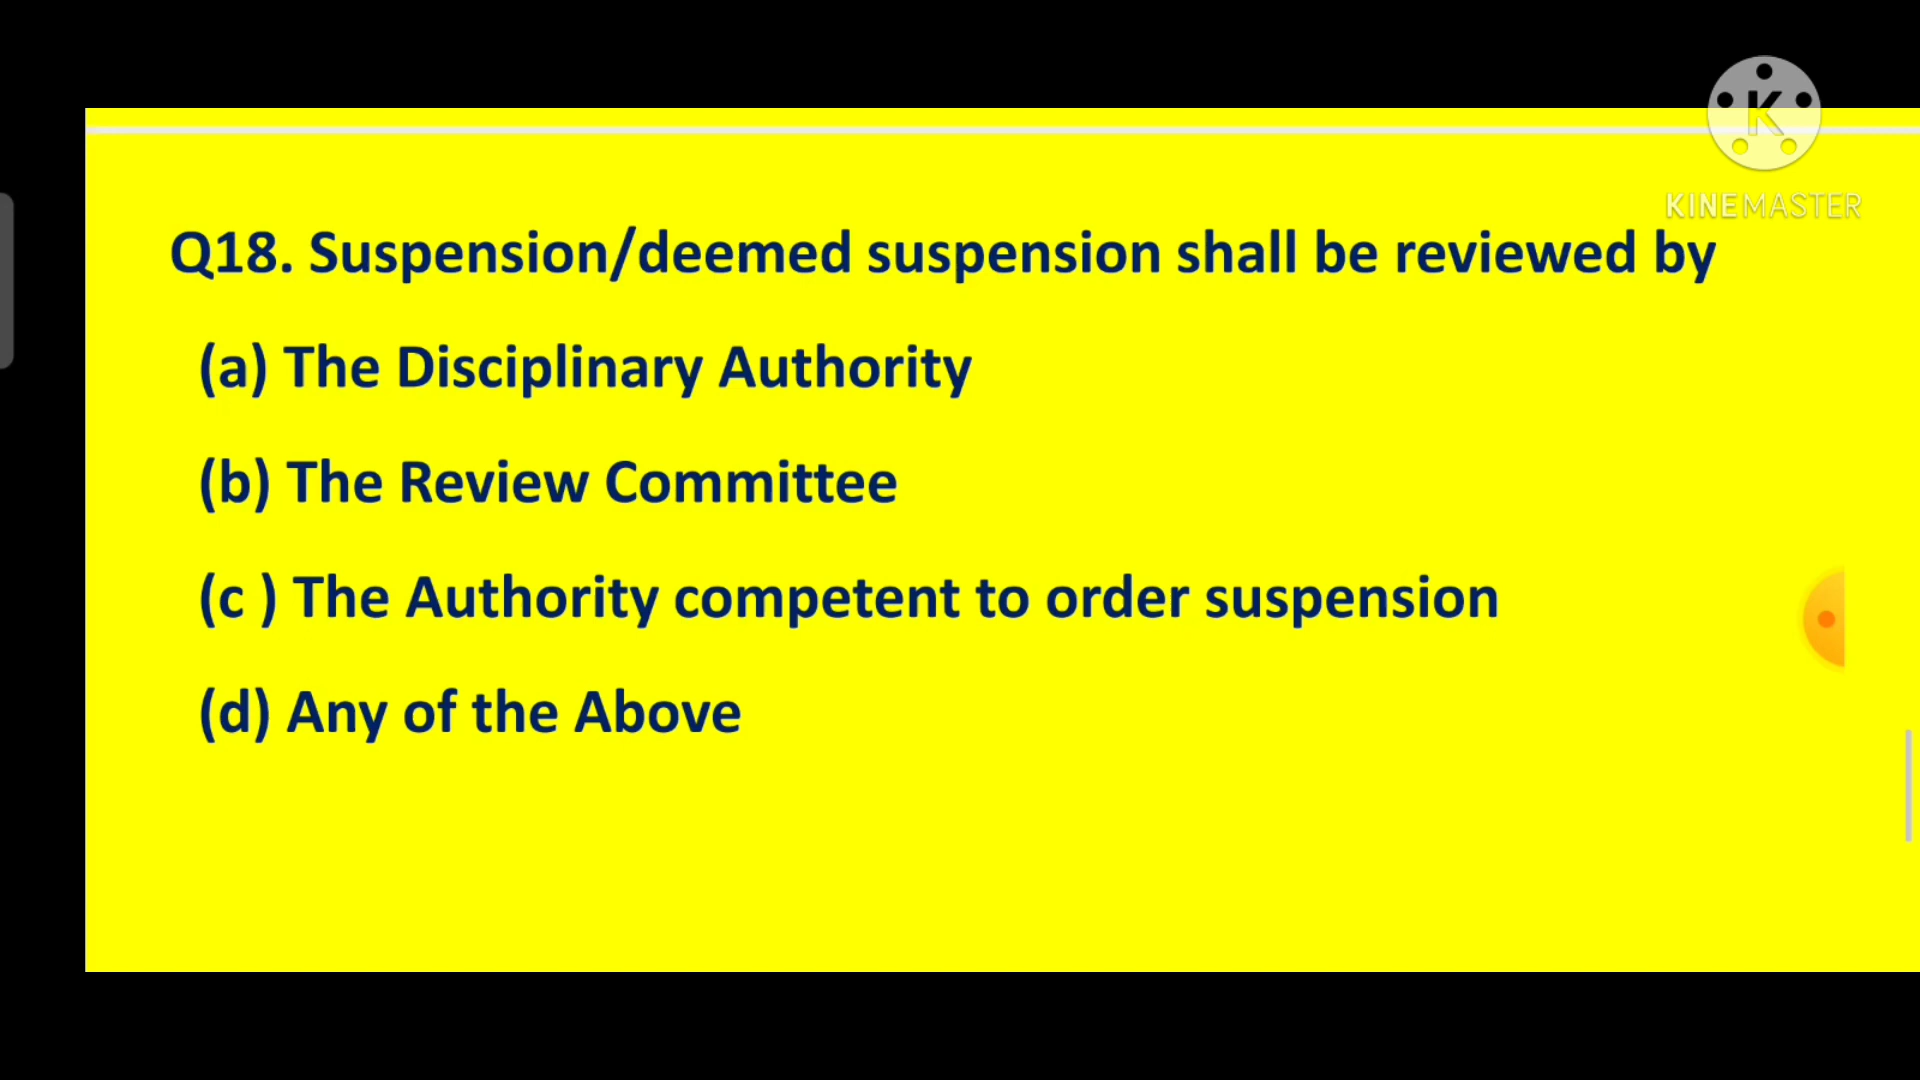 K
KINEMASTER
Q18. Suspension/deemed suspension shall be reviewed by
(a) The Disciplinary Authority
(b) The Review Committee
(c ) The Authority competent to order suspension
(d) Any of the Above